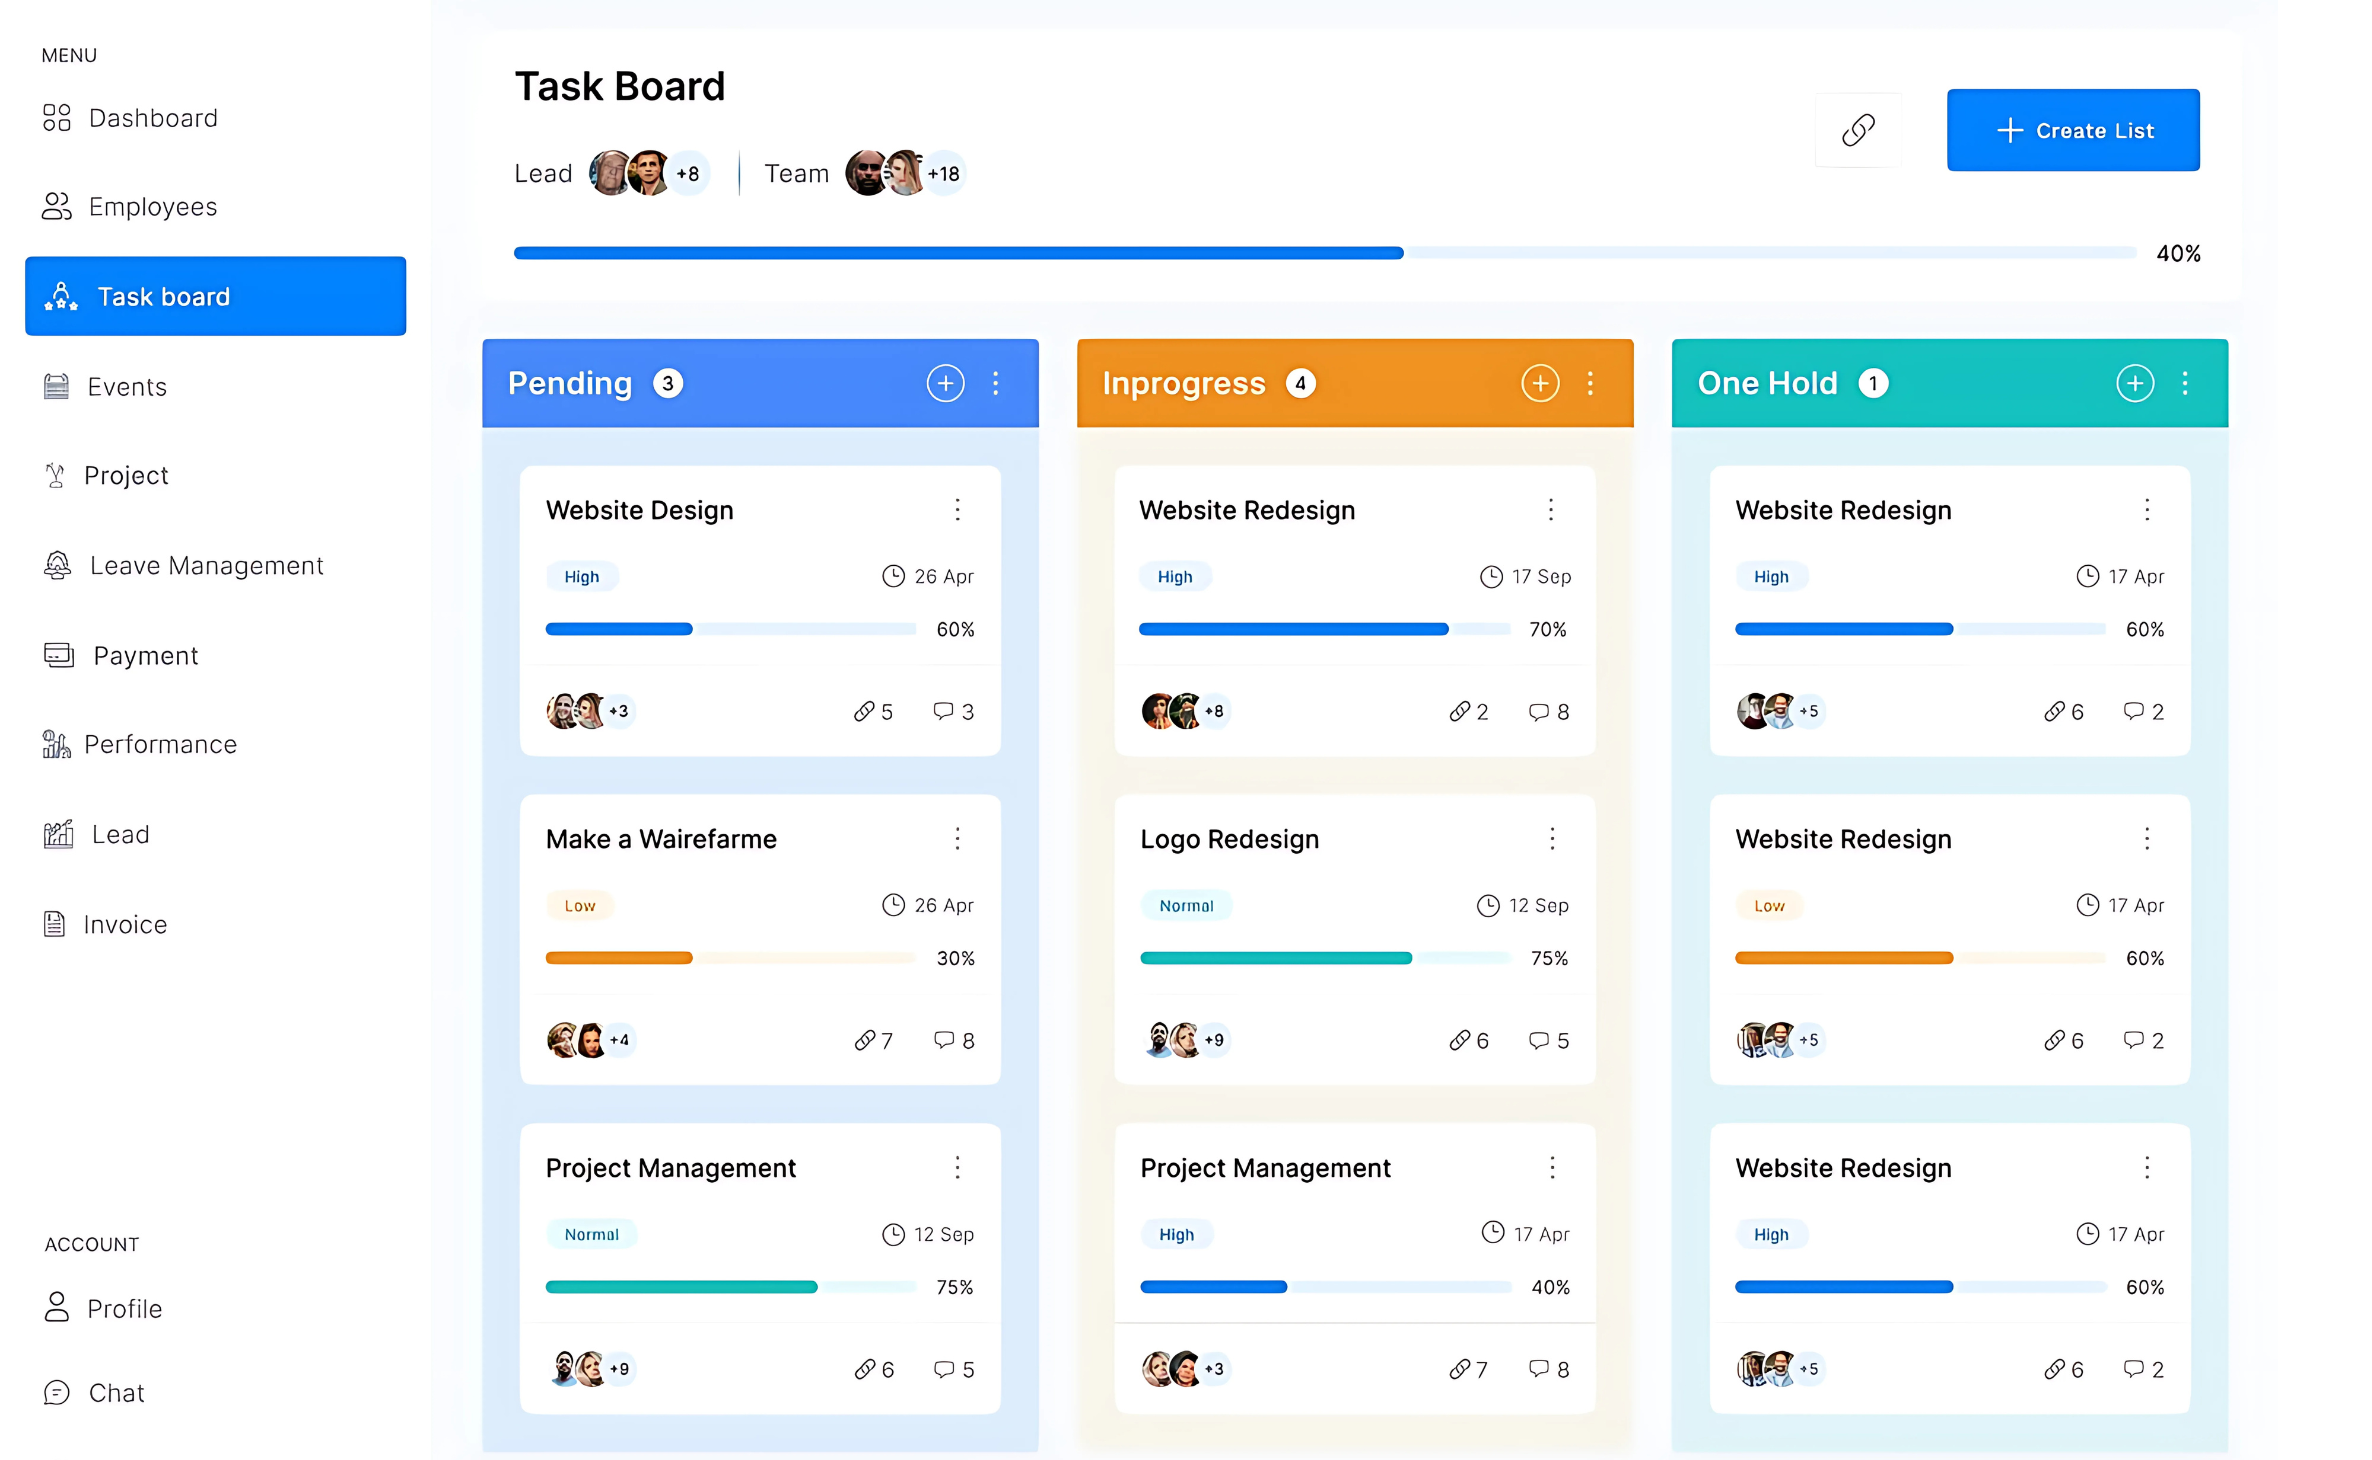 MENU
Dashboard
Employees
Task board
Events
Project
Leave Management
Payment
Performance
Lead
Invoice
ACCOUNT
Profile
Chat
Task Board
Lead +8 Team +18
Create List
40%
Pending 3
Website Design
High 26 Apr
60%
+3 5 3
Make a Wairefarme
Low 26 Apr
30%
+4 7 8
Project Management
Normal 12 Sep
75%
+9 6 5
Inprogress 4
Website Redesign
High 17 Sep
70%
+8 2 8
Logo Redesign
Normal 12 Sep
75%
+9 6 5
Project Management
High 17 Apr
40%
+3 7 8
One Hold 1
Website Redesign
High 17 Apr
60%
+5 6 2
Website Redesign
Low 17 Apr
60%
+5 6 2
Website Redesign
High 17 Apr
60%
+5 6 2